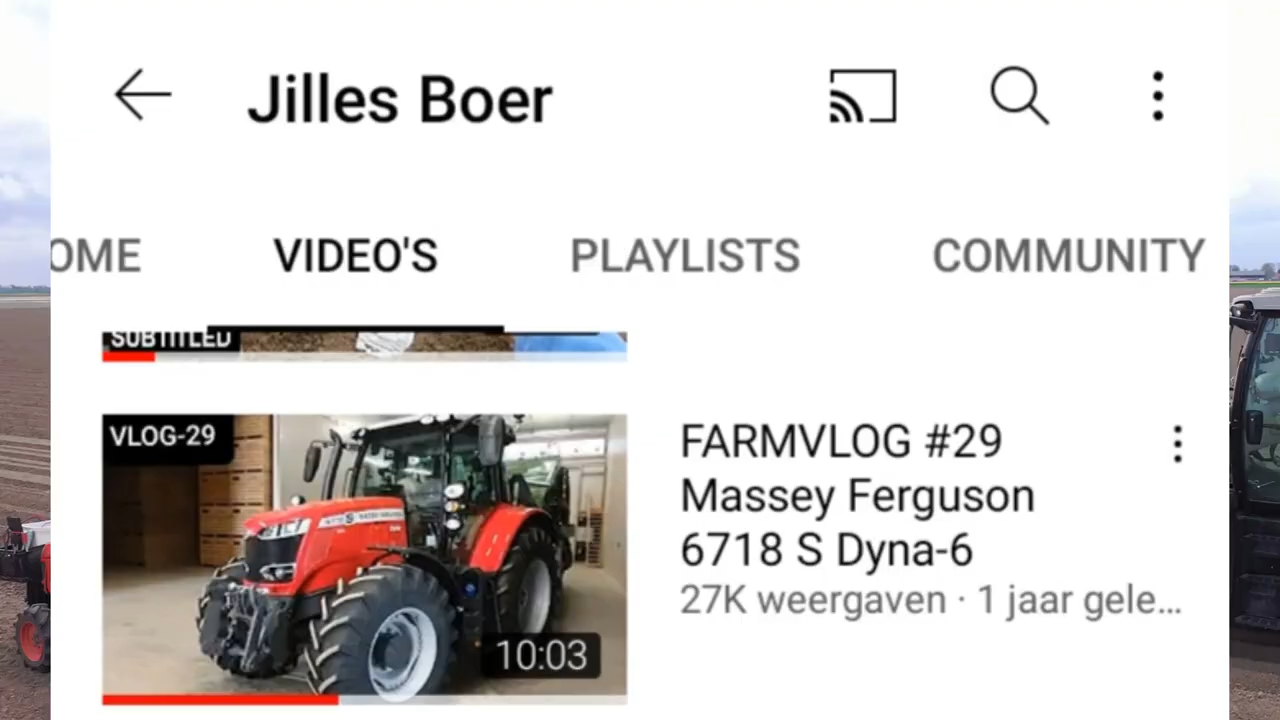 Jilles Boer
OME VIDEO'S PLAYLISTS COMMUNITY
SUBTITLED
VLOG-29
FARMVLOG #29
Massey Ferguson
6718 S Dyna-6
27K weergaven · 1 jaar gele...
10:03